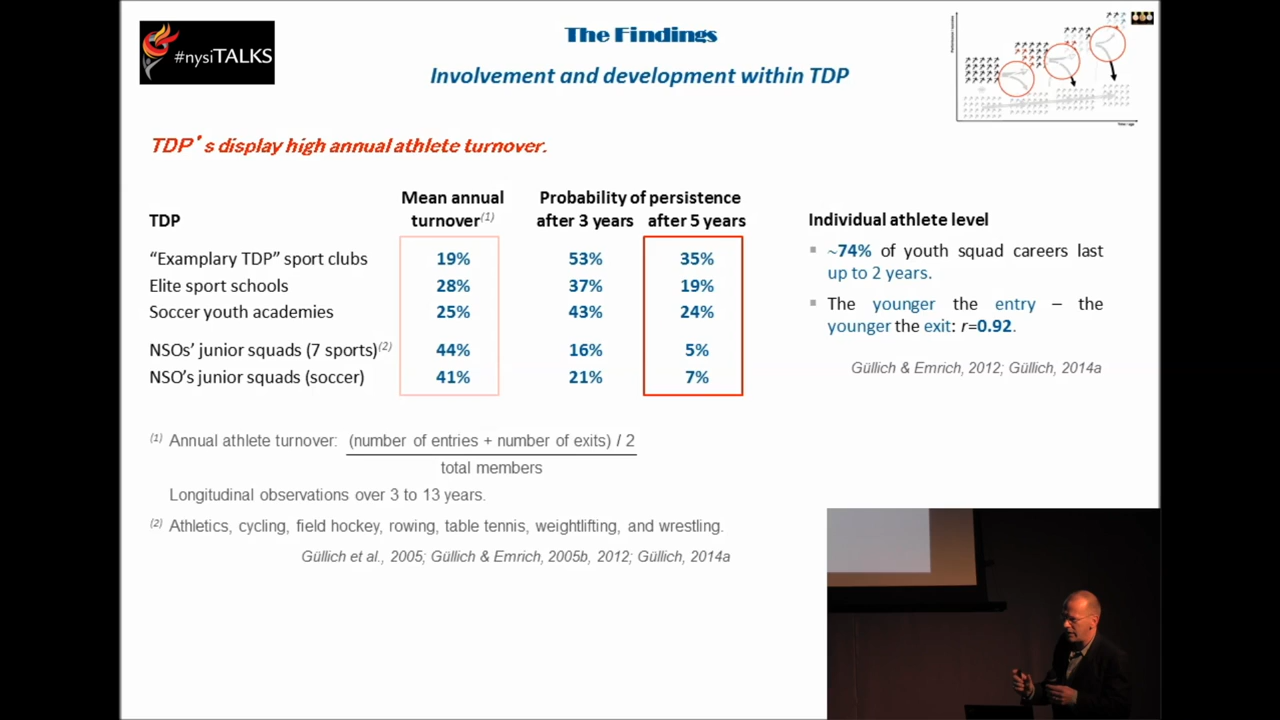 #nysiTALKS
The Findings
Involvement and development within TDP
TDP's display high annual athlete turnover.
Mean annual Probability of persistence
TDP turnover(1) after 3 years after 5 years
“Examplary TDP” sport clubs 19% 53% 35%
Elite sport schools 28% 37% 19%
Soccer youth academies 25% 43% 24%
NSOs’ junior squads (7 sports)(2) 44% 16% 5%
NSO’s junior squads (soccer) 41% 21% 7%
Individual athlete level
~74% of youth squad careers last
up to 2 years.
The younger the entry – the
younger the exit: r=0.92.
Güllich & Emrich, 2012; Güllich, 2014a
(1) Annual athlete turnover: (number of entries + number of exits) / 2
total members
Longitudinal observations over 3 to 13 years.
(2) Athletics, cycling, field hockey, rowing, table tennis, weightlifting, and wrestling.
Güllich et al., 2005; Güllich & Emrich, 2005b, 2012; Güllich, 2014a